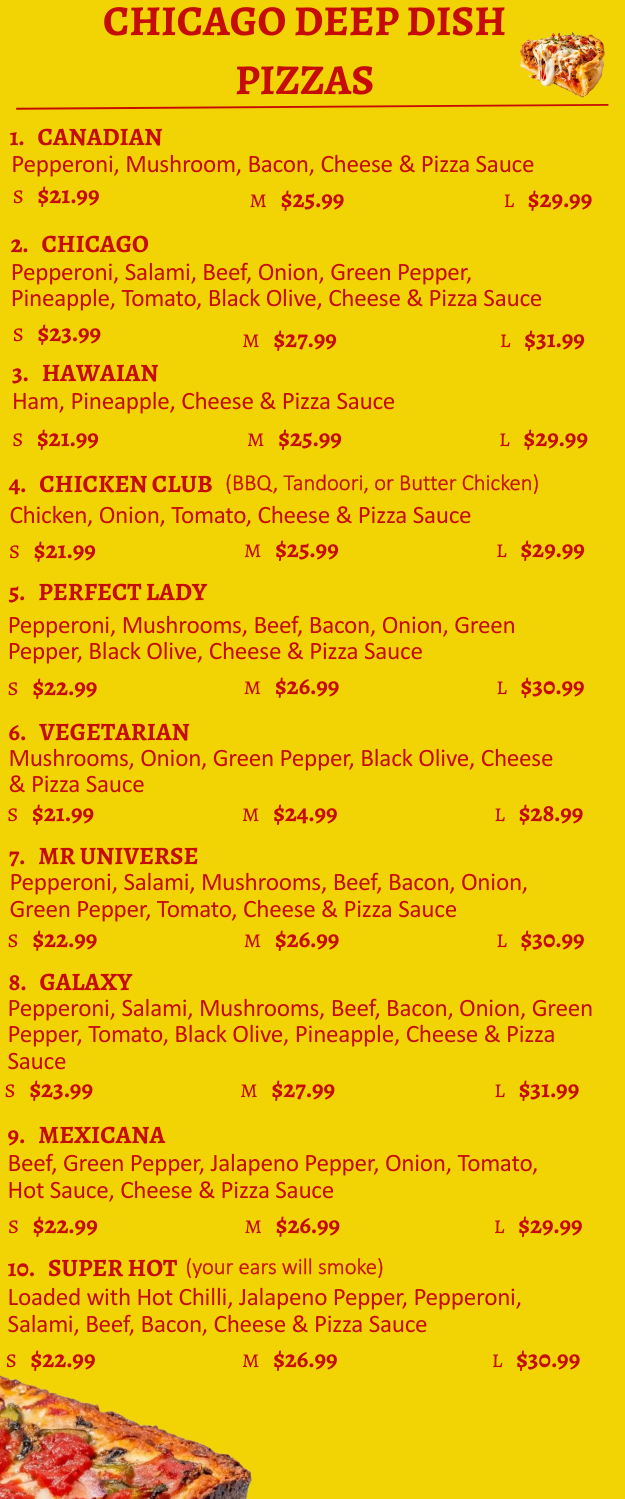 CHICAGO DEEP DISH
PIZZAS
1. CANADIAN
Pepperoni, Mushroom, Bacon, Cheese & Pizza Sauce
S $21.99 M $25.99 L $29.99
2. CHICAGO
Pepperoni, Salami, Beef, Onion, Green Pepper,
Pineapple, Tomato, Black Olive, Cheese & Pizza Sauce
S $23.99 M $27.99 L $31.99
3. HAWAIAN
Ham, Pineapple, Cheese & Pizza Sauce
S $21.99 M $25.99 L $29.99
4. CHICKEN CLUB (BBQ, Tandoori, or Butter Chicken)
Chicken, Onion, Tomato, Cheese & Pizza Sauce
S $21.99 M $25.99 L $29.99
5. PERFECT LADY
Pepperoni, Mushrooms, Beef, Bacon, Onion, Green
Pepper, Black Olive, Cheese & Pizza Sauce
S $22.99 M $26.99 L $30.99
6. VEGETARIAN
Mushrooms, Onion, Green Pepper, Black Olive, Cheese
& Pizza Sauce
S $21.99 M $24.99 L $28.99
7. MR UNIVERSE
Pepperoni, Salami, Mushrooms, Beef, Bacon, Onion,
Green Pepper, Tomato, Cheese & Pizza Sauce
S $22.99 M $26.99 L $30.99
8. GALAXY
Pepperoni, Salami, Mushrooms, Beef, Bacon, Onion, Green
Pepper, Tomato, Black Olive, Pineapple, Cheese & Pizza
Sauce
S $23.99 M $27.99 L $31.99
9. MEXICANA
Beef, Green Pepper, Jalapeno Pepper, Onion, Tomato,
Hot Sauce, Cheese & Pizza Sauce
S $22.99 M $26.99 L $29.99
10. SUPER HOT (your ears will smoke)
Loaded with Hot Chilli, Jalapeno Pepper, Pepperoni,
Salami, Beef, Bacon, Cheese & Pizza Sauce
S $22.99 M $26.99 L $30.99